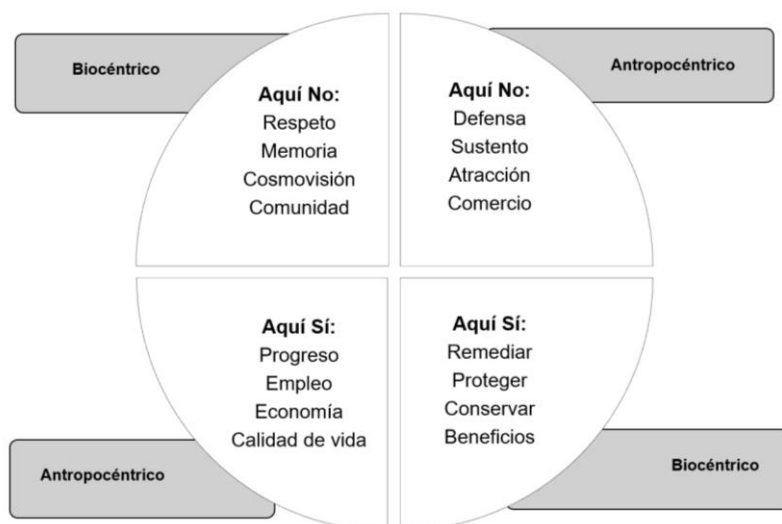 Biocéntrico
Aquí No:
Respeto
Memoria
Cosmovisión
Comunidad
Antropocéntrico
Aquí No:
Defensa
Sustento
Atracción
Comercio
Antropocéntrico
Aquí Sí:
Progreso
Empleo
Economía
Calidad de vida
Biocéntrico
Aquí Sí:
Remediar
Proteger
Conservar
Beneficios